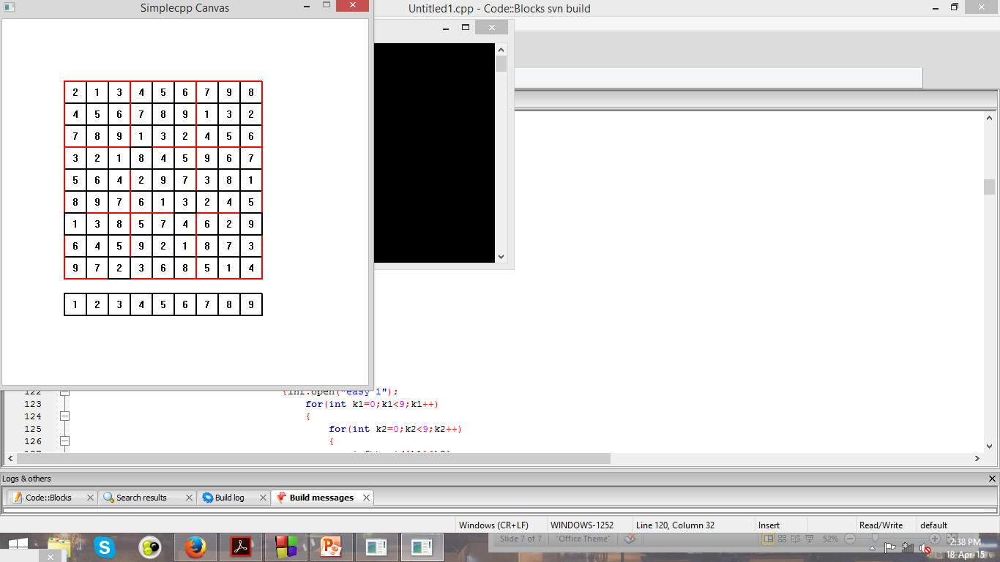 Simplecpp Canvas
Untitled1.cpp - Code::Blocks svn build
2 1 3 4 5 6 7 9 8
4 5 6 7 8 9 1 3 2
7 8 9 1 3 2 4 5 6
3 2 1 8 4 5 9 6 7
5 6 4 2 9 7 3 8 1
8 9 7 6 1 3 2 4 5
1 3 8 5 7 4 6 2 9
6 4 5 9 2 1 8 7 3
9 7 2 3 6 8 5 1 4
1 2 3 4 5 6 7 8 9
122 {inf.open("easy 1");
123 for(int k1=0;k1<9;k1++)
124 {
125 for(int k2=0;k2<9;k2++)
126 {
Logs & others
Code::Blocks Search results Build log Build messages
Windows (CR+LF) WINDOWS-1252 Line 120, Column 32 Insert Read/Write default
Slide 7 of 7 "Office Theme" 52%
2:38 PM
18-Apr-15